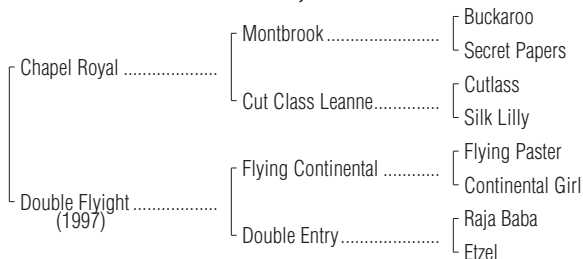 Buckaroo
Montbrook
Secret Papers
Chapel Royal
Cutlass
Cut Class Leanne
Silk Lilly
Flying Paster
Flying Continental
Continental Girl
Double Flyight
(1997)
Raja Baba
Double Entry
Etzel